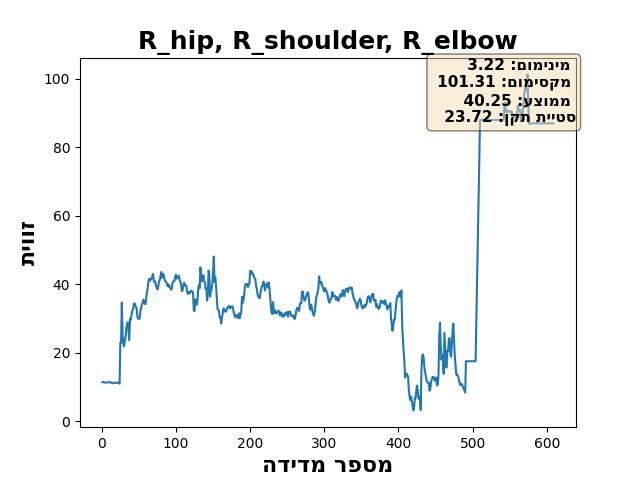 R_hip, R_shoulder, R_elbow
מינימום: 3.22
מקסימום: 101.31
ממוצע: 40.25
סטיית תקן: 23.72
100
80
60
40
20
0
זווית
0 100 200 300 400 500 600
מספר מדידה